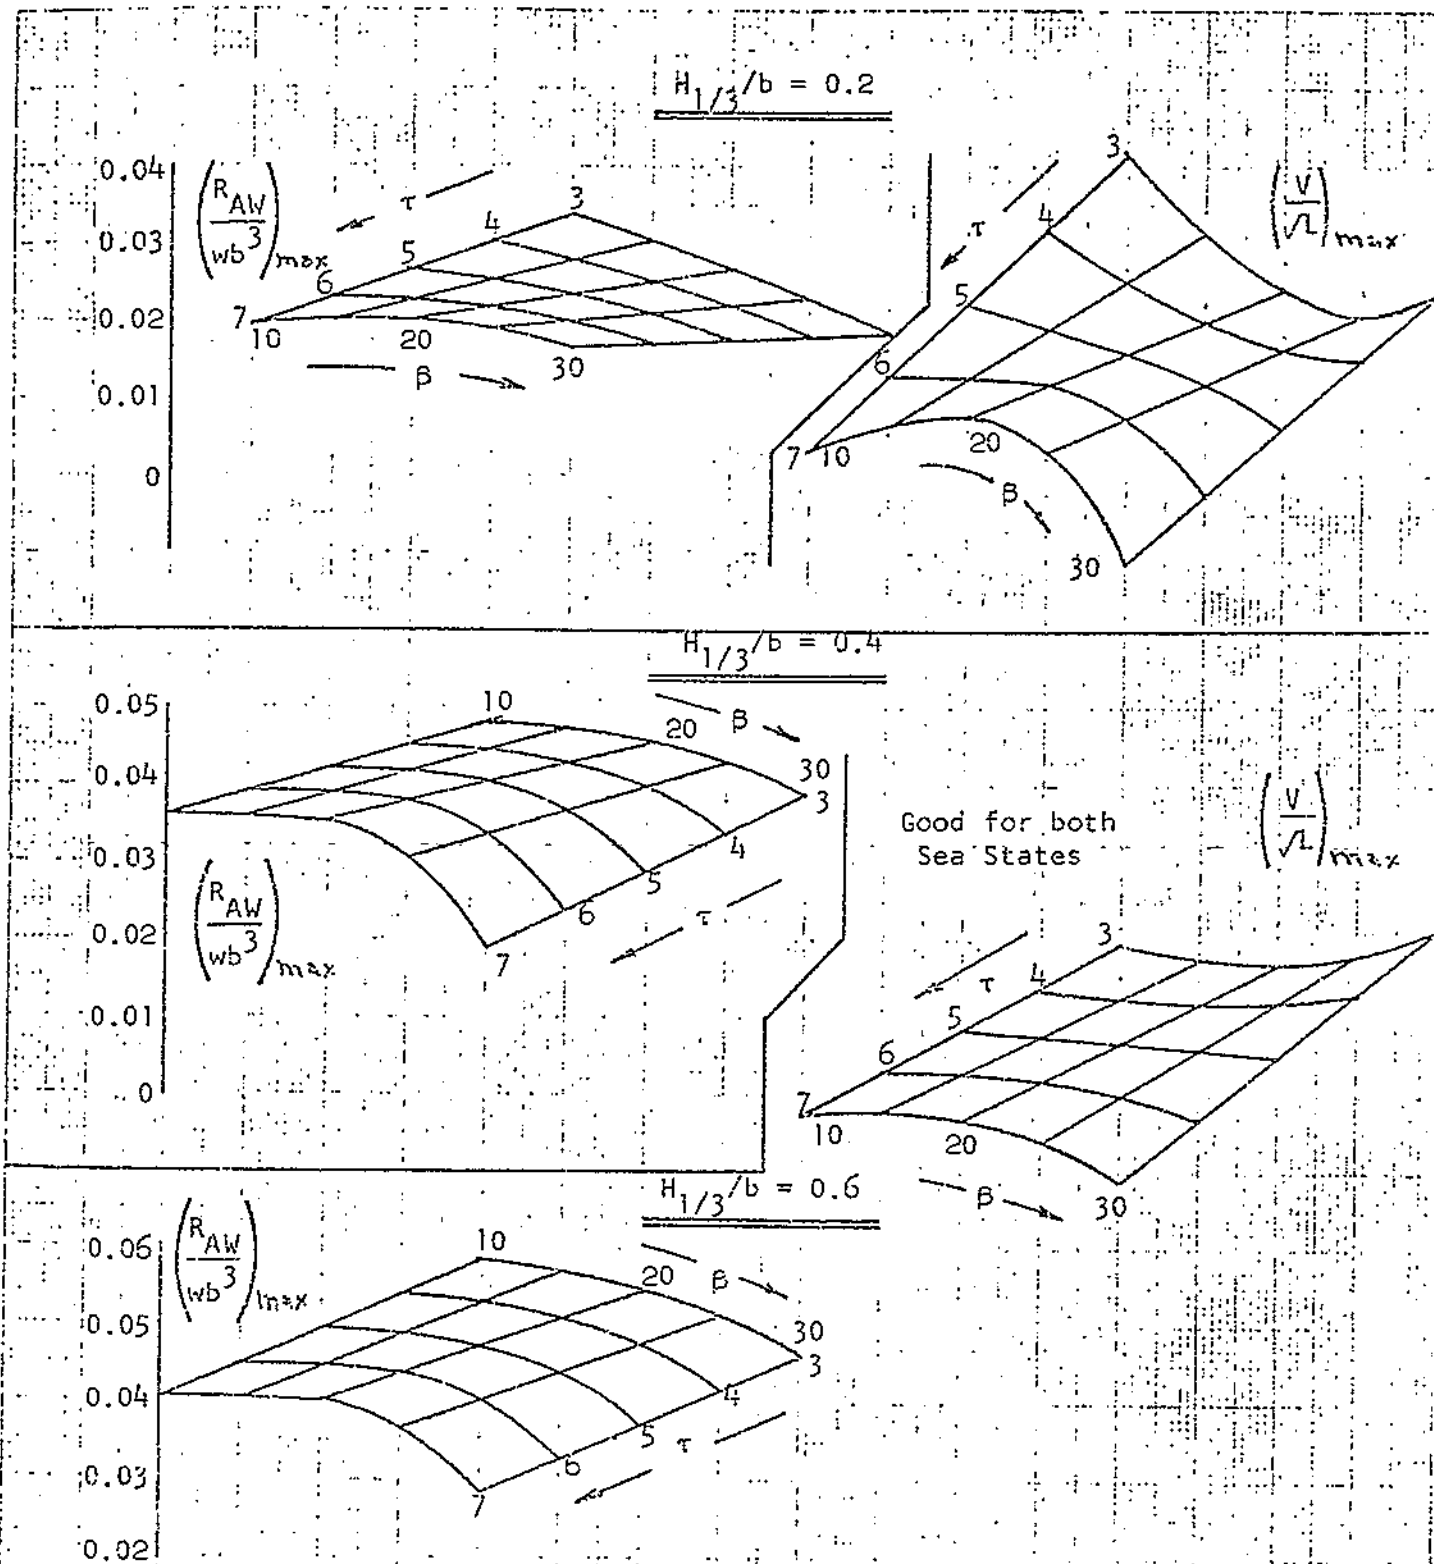 H1/3/b = 0.2
0.04
0.03
0.02
0.01
0
(RAW/wb³)max
τ
3
4
5
6
7
10
20
30
β
τ
3
4
5
6
7
10
20
30
β
(V/√L)max
H1/3/b = 0.4
0.05
0.04
0.03
0.02
0.01
0
(RAW/wb³)max
10
20
30
β
3
4
5
6
7
τ
Good for both
Sea States
(V/√L)max
3
4
5
6
7
τ
10
20
30
β
H1/3/b = 0.6
0.06
0.05
0.04
0.03
0.02
(RAW/wb³)max
10
20
30
β
3
4
5
6
7
τ